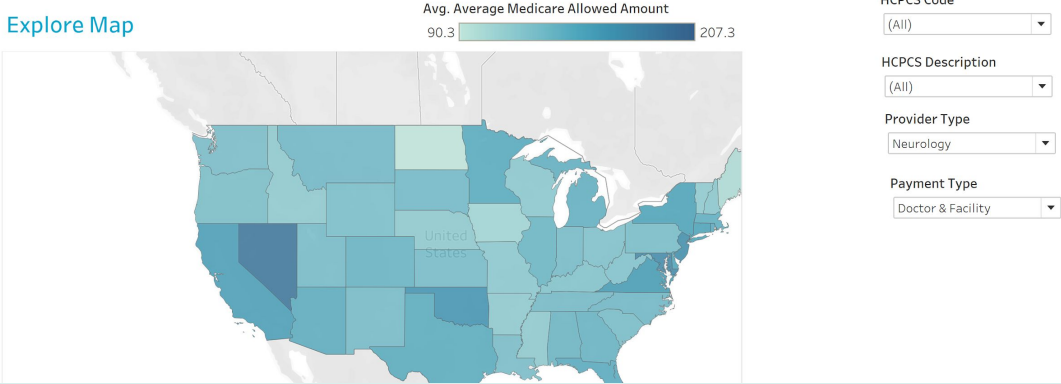 Explore Map
Avg. Average Medicare Allowed Amount
90.3
207.3
United
States
HCPCS Code
(All)
HCPCS Description
(All)
Provider Type
Neurology
Payment Type
Doctor & Facility